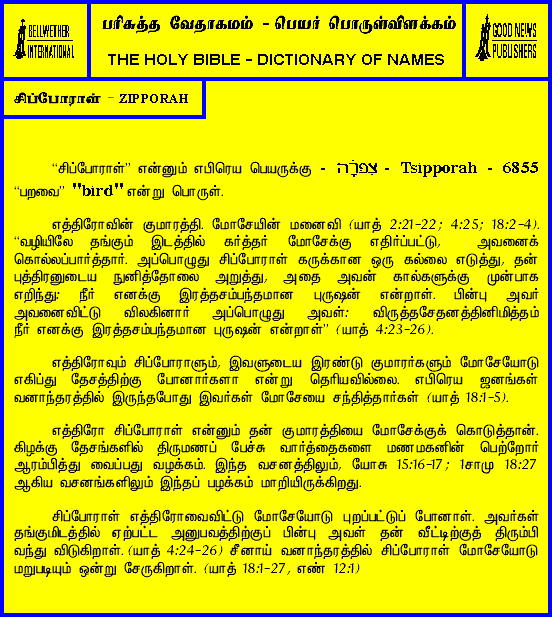 BELLWETHER
INTERNATIONAL
பரிசுத்த வேதாகமம் - பெயர் பொருள்விளக்கம்
THE HOLY BIBLE - DICTIONARY OF NAMES
GOOD NEWS
PUBLISHERS
சிப்போராள் - ZIPPORAH
“சிப்போராள்” என்னும் எபிரெய பெயருக்கு - צִפֹּרָה - Tsipporah - 6855
“பறவை” "bird" என்று பொருள்.
எத்திரோவின் குமாரத்தி. மோசேயின் மனைவி (யாத் 2:21-22; 4:25; 18:2-4).
“வழியிலே தங்கும் இடத்தில் கர்த்தர் மோசேக்கு எதிர்ப்பட்டு, அவனைக்
கொல்லப்பார்த்தார். அப்பொழுது சிப்போராள் கருக்கான ஒரு கல்லை எடுத்து, தன்
புத்திரனுடைய நுனித்தோலை அறுத்து, அதை அவன் கால்களுக்கு முன்பாக
எறிந்து: நீர் எனக்கு இரத்தசம்பந்தமான புருஷன் என்றாள். பின்பு அவர்
அவனைவிட்டு விலகினார் அப்பொழுது அவள்: விருத்தசேதனத்தினிமித்தம்
நீர் எனக்கு இரத்தசம்பந்தமான புருஷன் என்றாள்” (யாத் 4:23-26).
எத்திரோவும் சிப்போராளும், இவளுடைய இரண்டு குமாரர்களும் மோசேயோடு
எகிப்து தேசத்திற்கு போனார்களா என்று தெரியவில்லை. எபிரெய ஜனங்கள்
வனாந்தரத்தில் இருந்தபோது இவர்கள் மோசேயை சந்தித்தார்கள் (யாத் 18:1-5).
எத்திரோ சிப்போராள் என்னும் தன் குமாரத்தியை மோசேக்குக் கொடுத்தான்.
கிழக்கு தேசங்களில் திருமணப் பேச்சு வார்த்தைகளை மணமகனின் பெற்றோர்
ஆரம்பித்து வைப்பது வழக்கம். இந்த வசனத்திலும், யோசு 15:16-17; 1சாமு 18:27
ஆகிய வசனங்களிலும் இந்தப் பழக்கம் மாறியிருக்கிறது.
சிப்போராள் எத்திரோவைவிட்டு மோசேயோடு புறப்பட்டுப் போனாள். அவர்கள்
தங்குமிடத்தில் ஏற்பட்ட அனுபவத்திற்குப் பின்பு அவள் தன் வீட்டிற்குத் திரும்பி
வந்து விடுகிறாள். (யாத் 4:24-26) சீனாய் வனாந்தரத்தில் சிப்போராள் மோசேயோடு
மறுபடியும் ஒன்று சேருகிறாள். (யாத் 18:1-27, எண் 12:1)